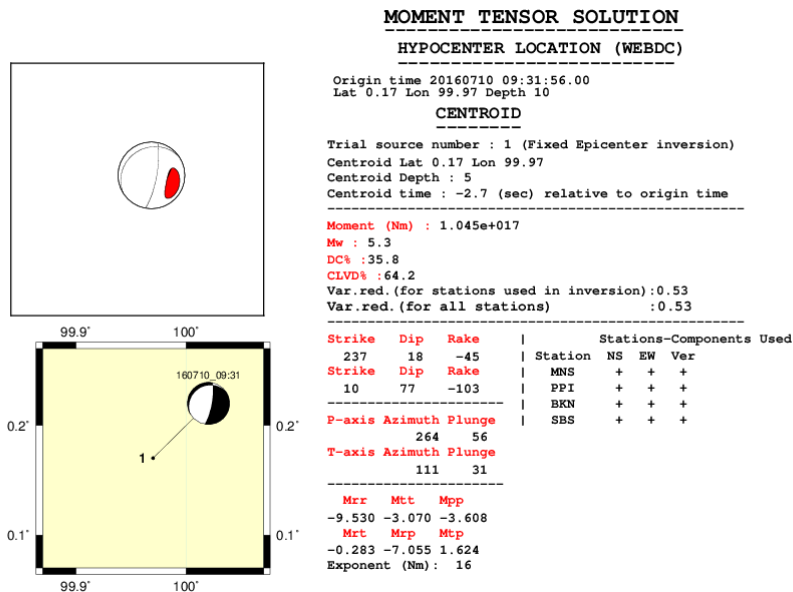 MOMENT TENSOR SOLUTION
HYPOCENTER LOCATION (WEBDC)
Origin time 20160710 09:31:56.00
Lat 0.17 Lon 99.97 Depth 10
CENTROID
Trial source number : 1 (Fixed Epicenter inversion)
Centroid Lat 0.17 Lon 99.97
Centroid Depth : 5
Centroid time : -2.7 (sec) relative to origin time
Moment (Nm) : 1.045e+017
Mw : 5.3
DC% :35.8
CLVD% :64.2
Var.red.(for stations used in inversion):0.53
Var.red.(for all stations) :0.53
Strike Dip Rake
237 18 -45
Strike Dip Rake
10 77 -103
P-axis Azimuth Plunge
264 56
T-axis Azimuth Plunge
111 31
Mrr Mtt Mpp
-9.530 -3.070 -3.608
Mrt Mrp Mtp
-0.283 -7.055 1.624
Exponent (Nm): 16
| Stations-Components Used
| Station NS EW Ver
| MNS + + +
| PPI + + +
| BKN + + +
| SBS + + +
99.9° 100°
160710_09:31
0.2° 0.2°
1
0.1° 0.1°
99.9° 100°